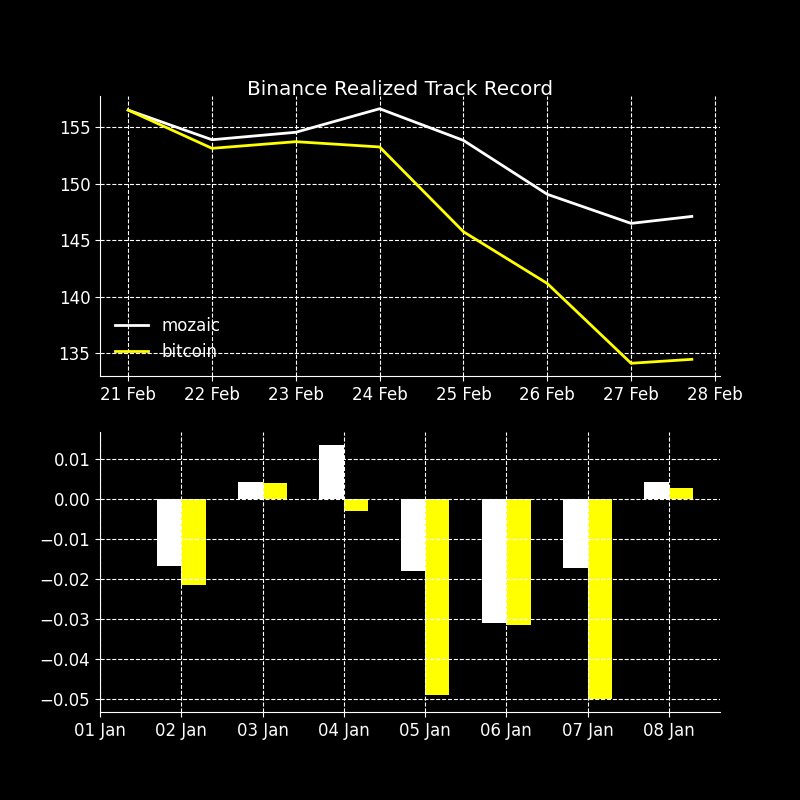 Binance Realized Track Record
155
150
145
140
135
mozaic
bitcoin
21 Feb 22 Feb 23 Feb 24 Feb 25 Feb 26 Feb 27 Feb 28 Feb
0.01
0.00
−0.01
−0.02
−0.03
−0.04
−0.05
01 Jan 02 Jan 03 Jan 04 Jan 05 Jan 06 Jan 07 Jan 08 Jan